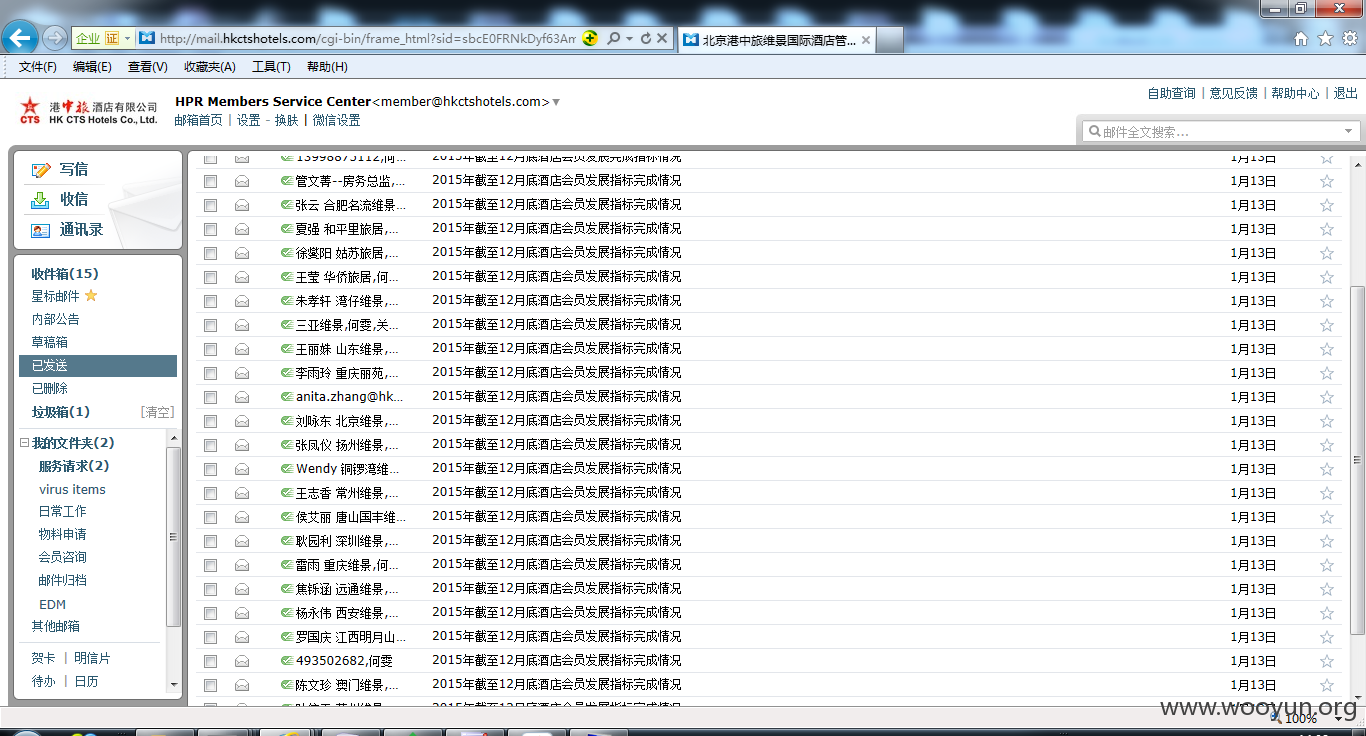 企业 证 http://mail.hkctshotels.com/cgi-bin/frame_html?sid=sbcE0FRNkDyf63Am 北京港中旅维景国际酒店管...
文件(F) 编辑(E) 查看(V) 收藏夹(A) 工具(T) 帮助(H)
港中旅酒店有限公司
CTS HK CTS Hotels Co., Ltd.
HPR Members Service Center<member@hkctshotels.com>
邮箱首页 | 设置 - 换肤 | 微信设置
自助查询 | 意见反馈 | 帮助中心 | 退出
邮件全文搜索...
写信
收信
通讯录
收件箱(15)
星标邮件
内部公告
草稿箱
已发送
已删除
垃圾箱(1) [清空]
我的文件夹(2)
服务请求(2)
virus items
日常工作
物料申请
会员咨询
邮件归档
EDM
其他邮箱
贺卡 | 明信片
待办 | 日历
13998875112,何... 2015年截至12月底酒店会员发展完成指标情况 1月13日
管文菁--房务总监,... 2015年截至12月底酒店会员发展指标完成情况 1月13日
张云 合肥名流维景... 2015年截至12月底酒店会员发展指标完成情况 1月13日
夏强 和平里旅居,... 2015年截至12月底酒店会员发展指标完成情况 1月13日
徐燮阳 姑苏旅居,... 2015年截至12月底酒店会员发展指标完成情况 1月13日
王莹 华侨旅居,何... 2015年截至12月底酒店会员发展指标完成情况 1月13日
朱孝轩 湾仔维景,... 2015年截至12月底酒店会员发展指标完成情况 1月13日
三亚维景,何雯,关... 2015年截至12月底酒店会员发展指标完成情况 1月13日
王丽姝 山东维景,... 2015年截至12月底酒店会员发展指标完成情况 1月13日
李雨玲 重庆丽苑,... 2015年截至12月底酒店会员发展指标完成情况 1月13日
anita.zhang@hk... 2015年截至12月底酒店会员发展指标完成情况 1月13日
刘咏东 北京维景,... 2015年截至12月底酒店会员发展指标完成情况 1月13日
张凤仪 扬州维景,... 2015年截至12月底酒店会员发展指标完成情况 1月13日
Wendy 铜锣湾维... 2015年截至12月底酒店会员发展指标完成情况 1月13日
王志香 常州维景,... 2015年截至12月底酒店会员发展指标完成情况 1月13日
侯艾丽 唐山国丰维... 2015年截至12月底酒店会员发展指标完成情况 1月13日
耿园利 深圳维景,... 2015年截至12月底酒店会员发展指标完成情况 1月13日
雷雨 重庆维景,何... 2015年截至12月底酒店会员发展指标完成情况 1月13日
焦铄涵 远通维景,... 2015年截至12月底酒店会员发展指标完成情况 1月13日
杨永伟 西安维景,... 2015年截至12月底酒店会员发展指标完成情况 1月13日
罗国庆 江西明月山... 2015年截至12月底酒店会员发展指标完成情况 1月13日
493502682,何雯 2015年截至12月底酒店会员发展指标完成情况 1月13日
陈文珍 澳门维景,... 2015年截至12月底酒店会员发展指标完成情况 1月13日
www.wooyun.org
100%